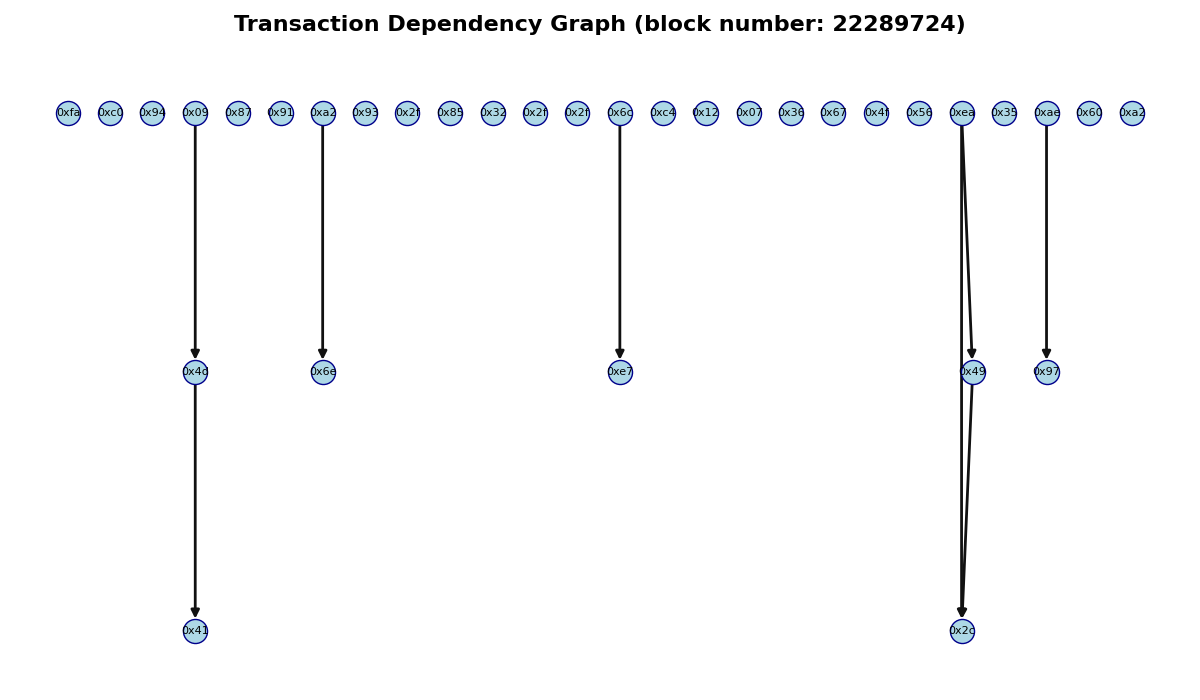 Transaction Dependency Graph (block number: 22289724)
0xfa 0xc0 0x94 0x09 0x87 0x91 0xa2 0x93 0x2f 0x85 0x32 0x2f 0x2f 0x6c 0xc4 0x12 0x07 0x36 0x67 0x4f 0x56 0xea 0x35 0xae 0x60 0xa2
0x4d 0x6e 0xe7 0x49 0x97
0x41 0x2c